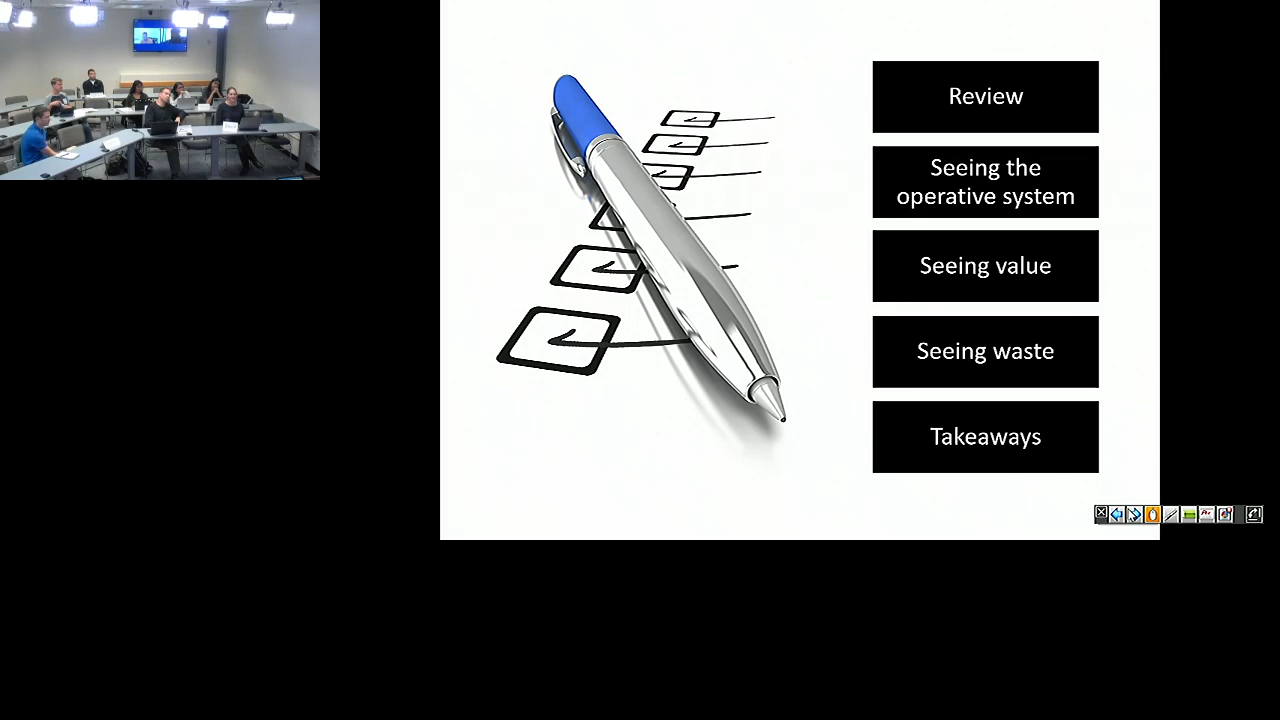 Review
Seeing the
operative system
Seeing value
Seeing waste
Takeaways